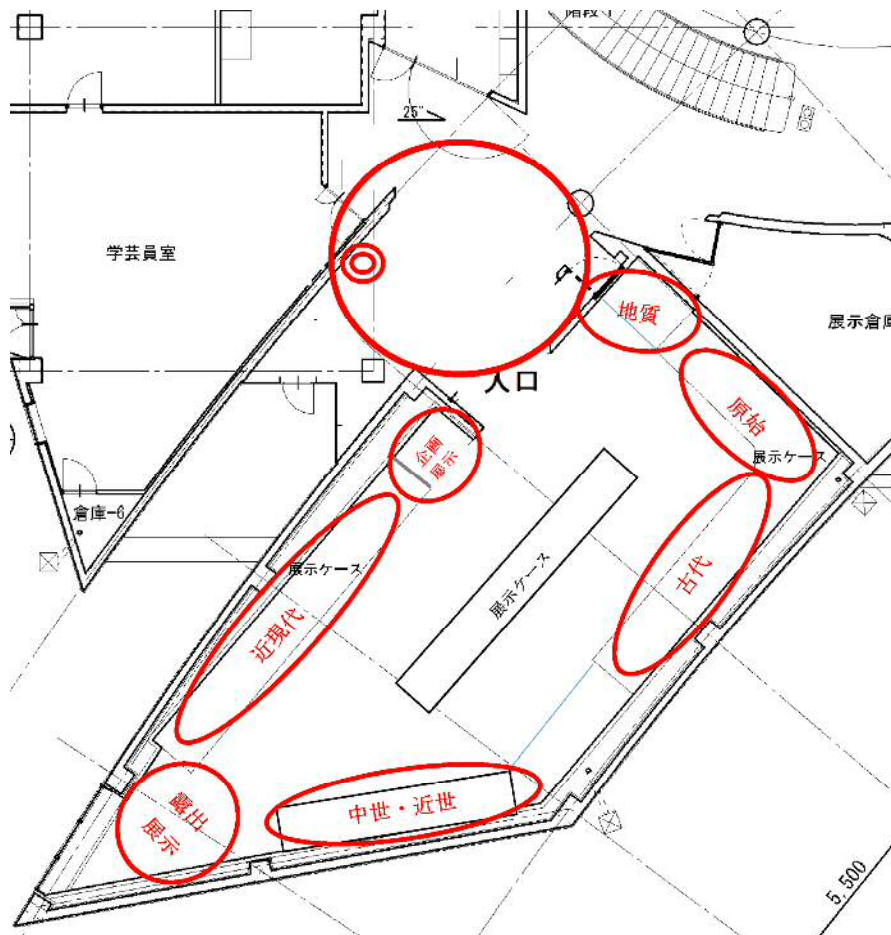 階段-1
25°
学芸員室
地質
展示倉庫
入口
原始
企画
展示
展示ケース
倉庫-6
展示ケース
展示ケース
古代
近現代
露出
展示
中世・近世
5,500